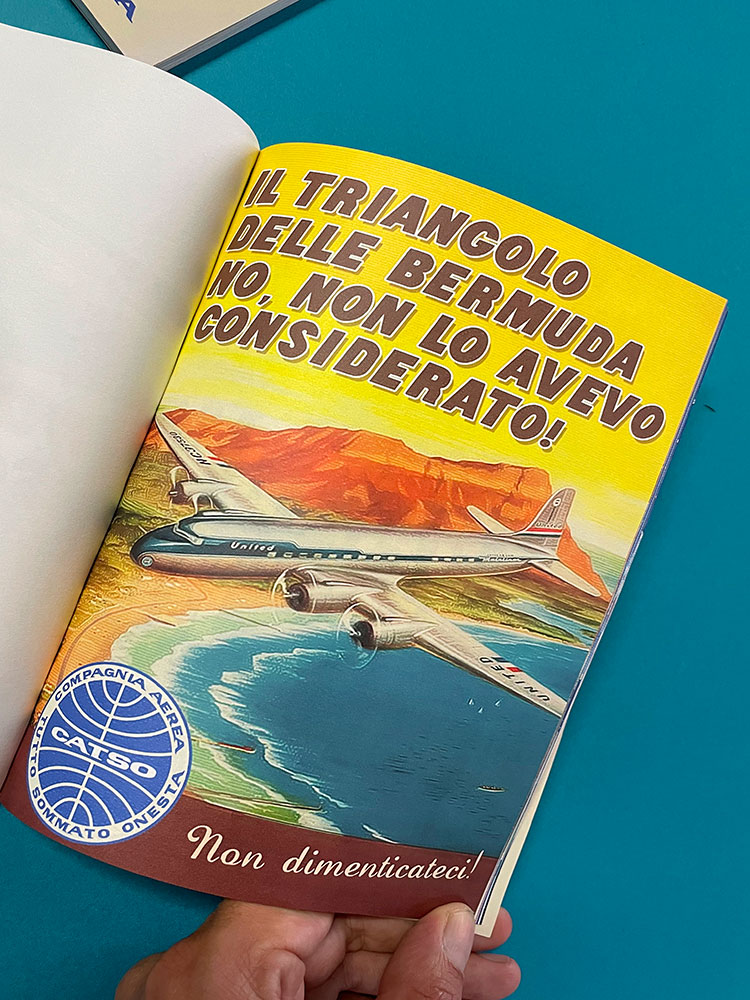 IL TRIANGOLO
DELLE BERMUDA
NO, NON LO AVEVO
CONSIDERATO!
United
UNITED
COMPAGNIA AEREA
CATSO
TUTTO SOMMATO ONESTA
Non dimenticateci!